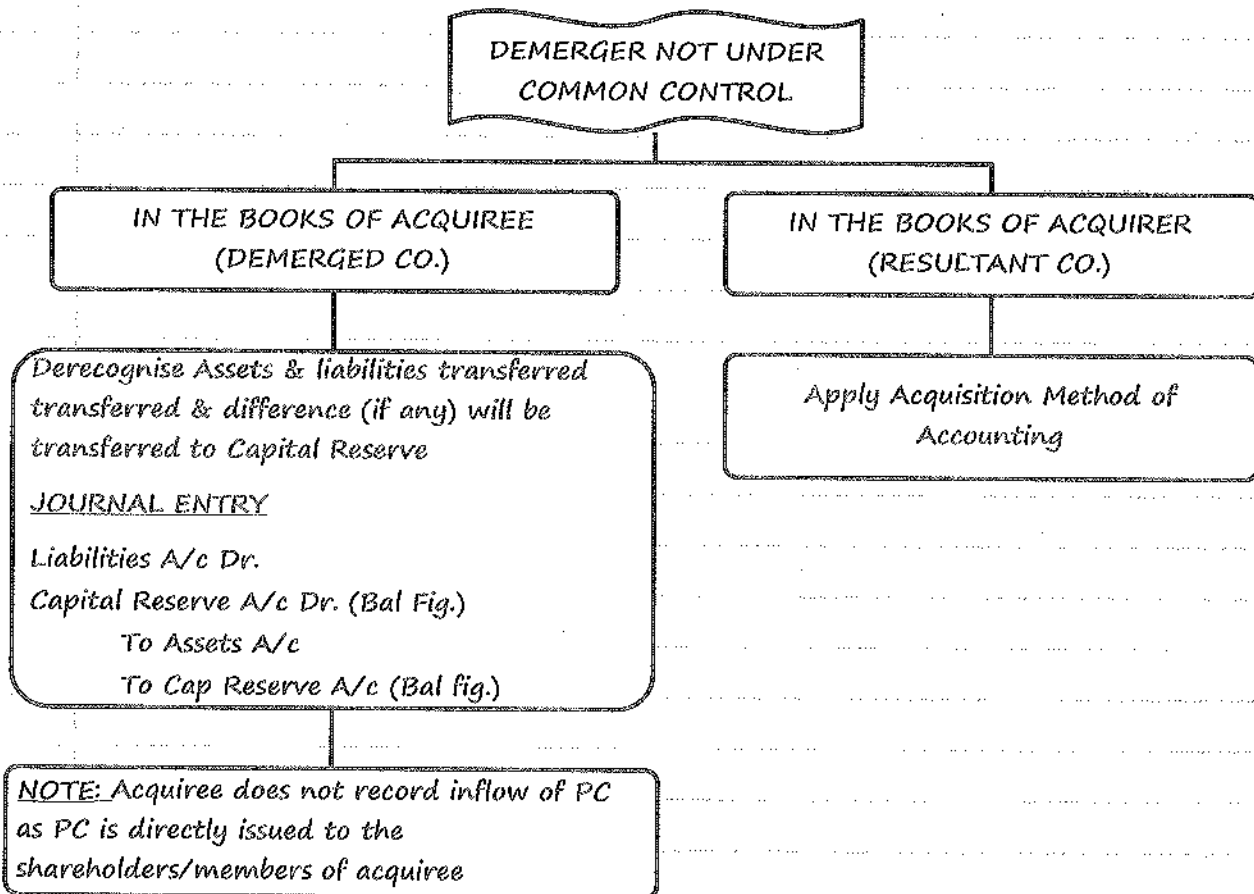 DEMERGER NOT UNDER
COMMON CONTROL
IN THE BOOKS OF ACQUIREE
(DEMERGED CO.)
IN THE BOOKS OF ACQUIRER
(RESULTANT CO.)
Derecognise Assets & liabilities transferred
transferred & difference (if any) will be
transferred to Capital Reserve
JOURNAL ENTRY
Liabilities A/c Dr.
Capital Reserve A/c Dr. (Bal Fig.)
To Assets A/c
To Cap Reserve A/c (Bal fig.)
Apply Acquisition Method of
Accounting
NOTE: Acquiree does not record inflow of PC
as PC is directly issued to the
shareholders/members of acquiree